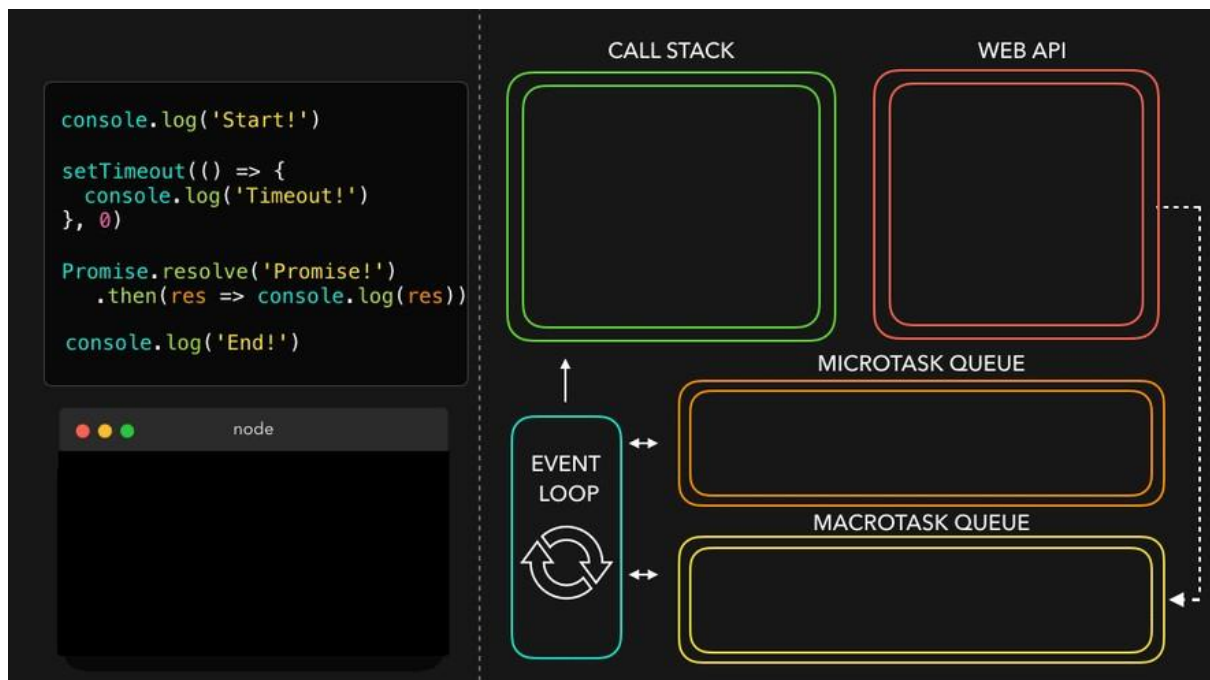 console.log('Start!')
setTimeout(() => {
  console.log('Timeout!')
}, 0)
Promise.resolve('Promise!')
   .then(res => console.log(res))
console.log('End!')
node
CALL STACK
WEB API
MICROTASK QUEUE
EVENT
LOOP
MACROTASK QUEUE